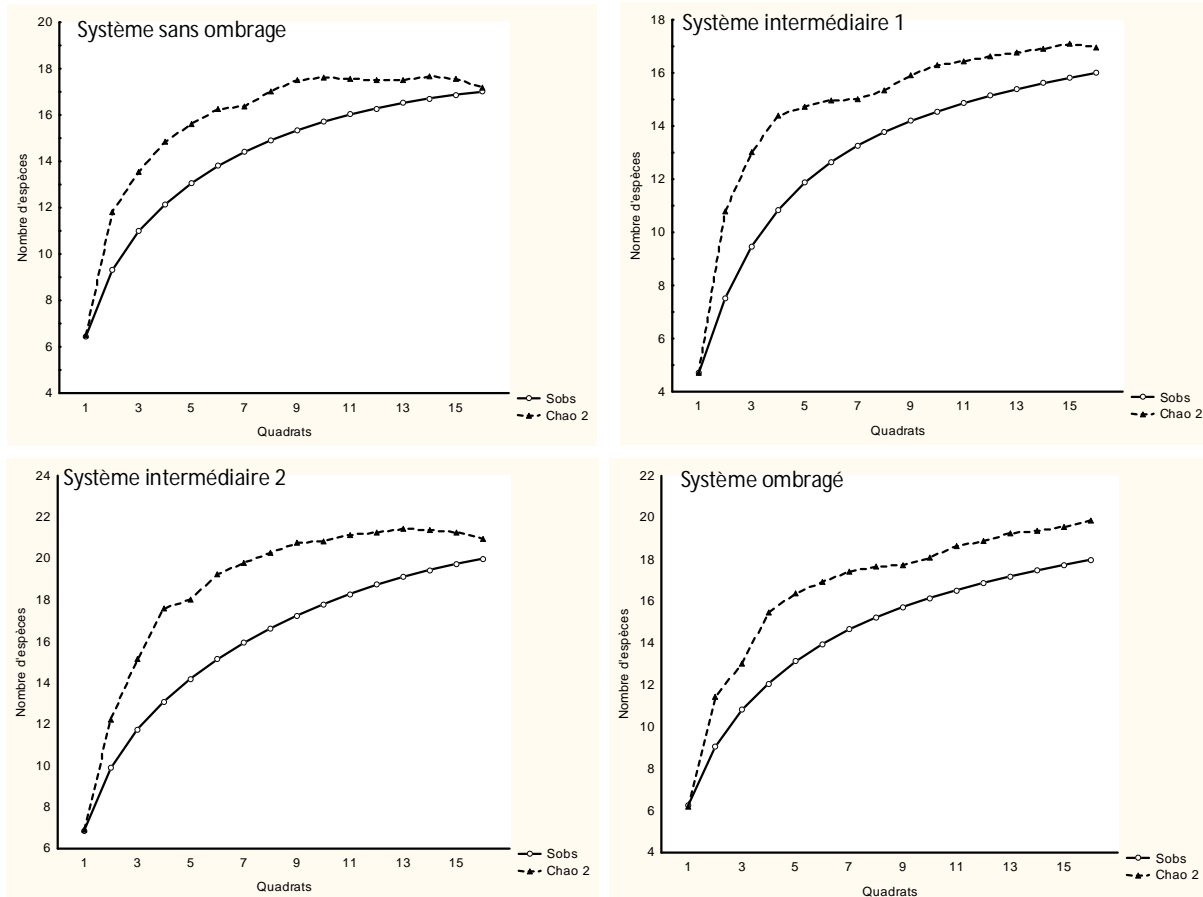 Système sans ombrage
20
18
16
14
12
10
8
6
4
Nombre d'espèces
1 3 5 7 9 11 13 15
Quadrats
Sobs
Chao 2
Système intermédiaire 1
18
16
14
12
10
8
6
4
Nombre d'espèces
1 3 5 7 9 11 13 15
Quadrats
Sobs
Chao 2
Système intermédiaire 2
24
22
20
18
16
14
12
10
8
6
Nombre d'espèces
1 3 5 7 9 11 13 15
Quadrats
Sobs
Chao 2
Système ombragé
22
20
18
16
14
12
10
8
6
4
Nombre d'espèces
1 3 5 7 9 11 13 15
Quadrats
Sobs
Chao 2